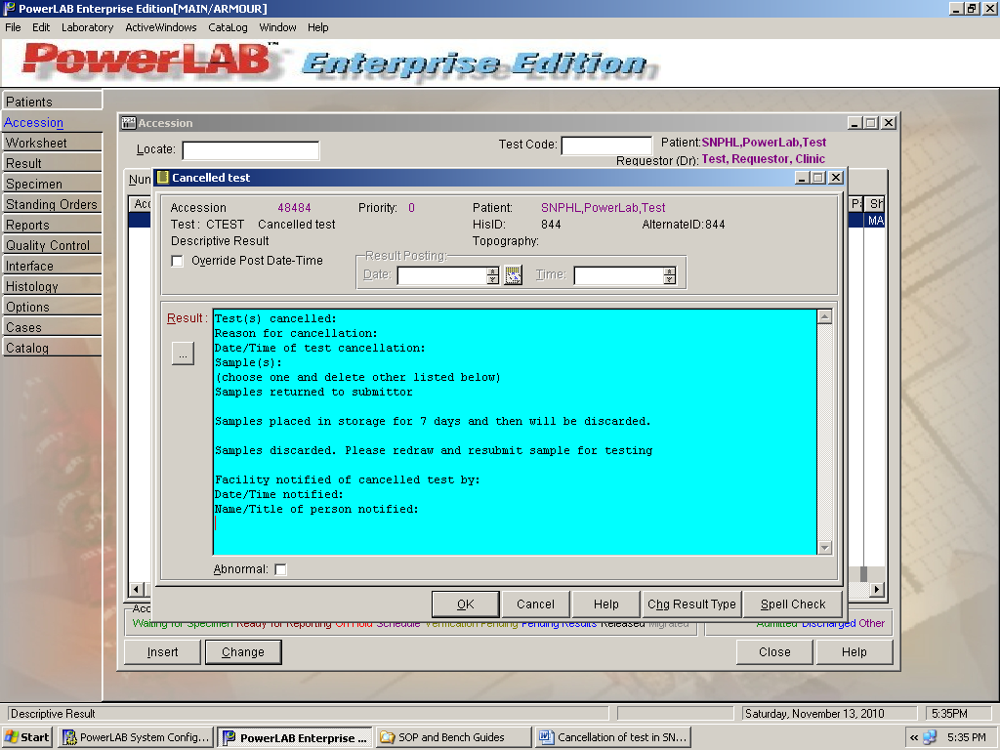 PowerLAB Enterprise Edition[MAIN/ARMOUR]
File Edit Laboratory ActiveWindows CataLog Window Help
PowerLAB™ Enterprise Edition
Patients
Accession
Worksheet
Result
Specimen
Standing Orders
Reports
Quality Control
Interface
Histology
Options
Cases
Catalog
Accession
Locate: Test Code: Patient:SNPHL,PowerLab,Test
Requestor (Dr): Test, Requestor, Clinic
Cancelled test
Accession 48484 Priority: 0 Patient: SNPHL,PowerLab,Test
Test : CTEST Cancelled test HisID: 844 AlternateID:844
Descriptive Result Topography:
Override Post Date-Time Result Posting:
Date: Time:
Result :
...
Test(s) cancelled:
Reason for cancellation:
Date/Time of test cancellation:
Sample(s):
(choose one and delete other listed below)
Samples returned to submittor
Samples placed in storage for 7 days and then will be discarded.
Samples discarded. Please redraw and resubmit sample for testing
Facility notified of cancelled test by:
Date/Time notified:
Name/Title of person notified:
Abnormal:
OK Cancel Help Chg Result Type Spell Check
Waiting for Specimen Ready for Reporting On Hold Schedule Verification Pending Pending Results Released Migrated Admitted Discharged Other
Insert Change Close Help
Descriptive Result Saturday, November 13, 2010 5:35PM
Start PowerLAB System Config... PowerLAB Enterprise ... SOP and Bench Guides Cancellation of test in SN... « 5:35 PM